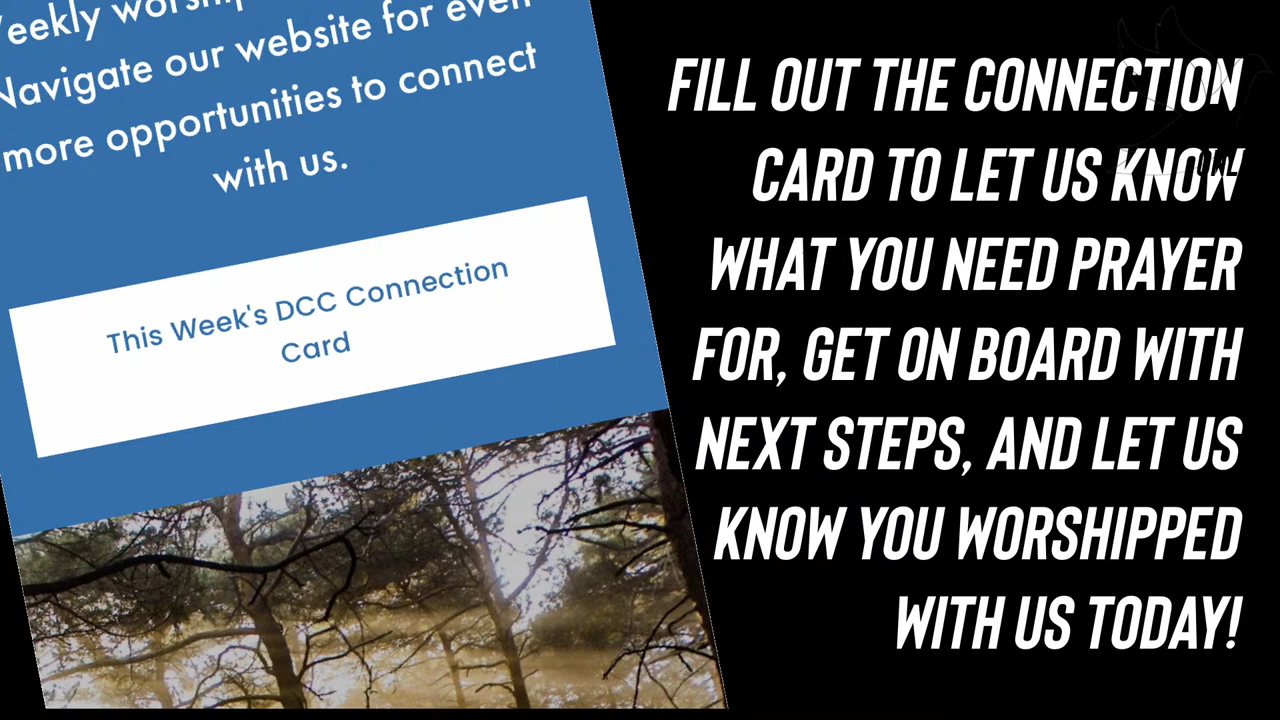 Weekly worship
Navigate our website for even
more opportunities to connect
with us.
This Week's DCC Connection
Card
FILL OUT THE CONNECTION
CARD TO LET US KNOW
WHAT YOU NEED PRAYER
FOR, GET ON BOARD WITH
NEXT STEPS, AND LET US
KNOW YOU WORSHIPPED
WITH US TODAY!